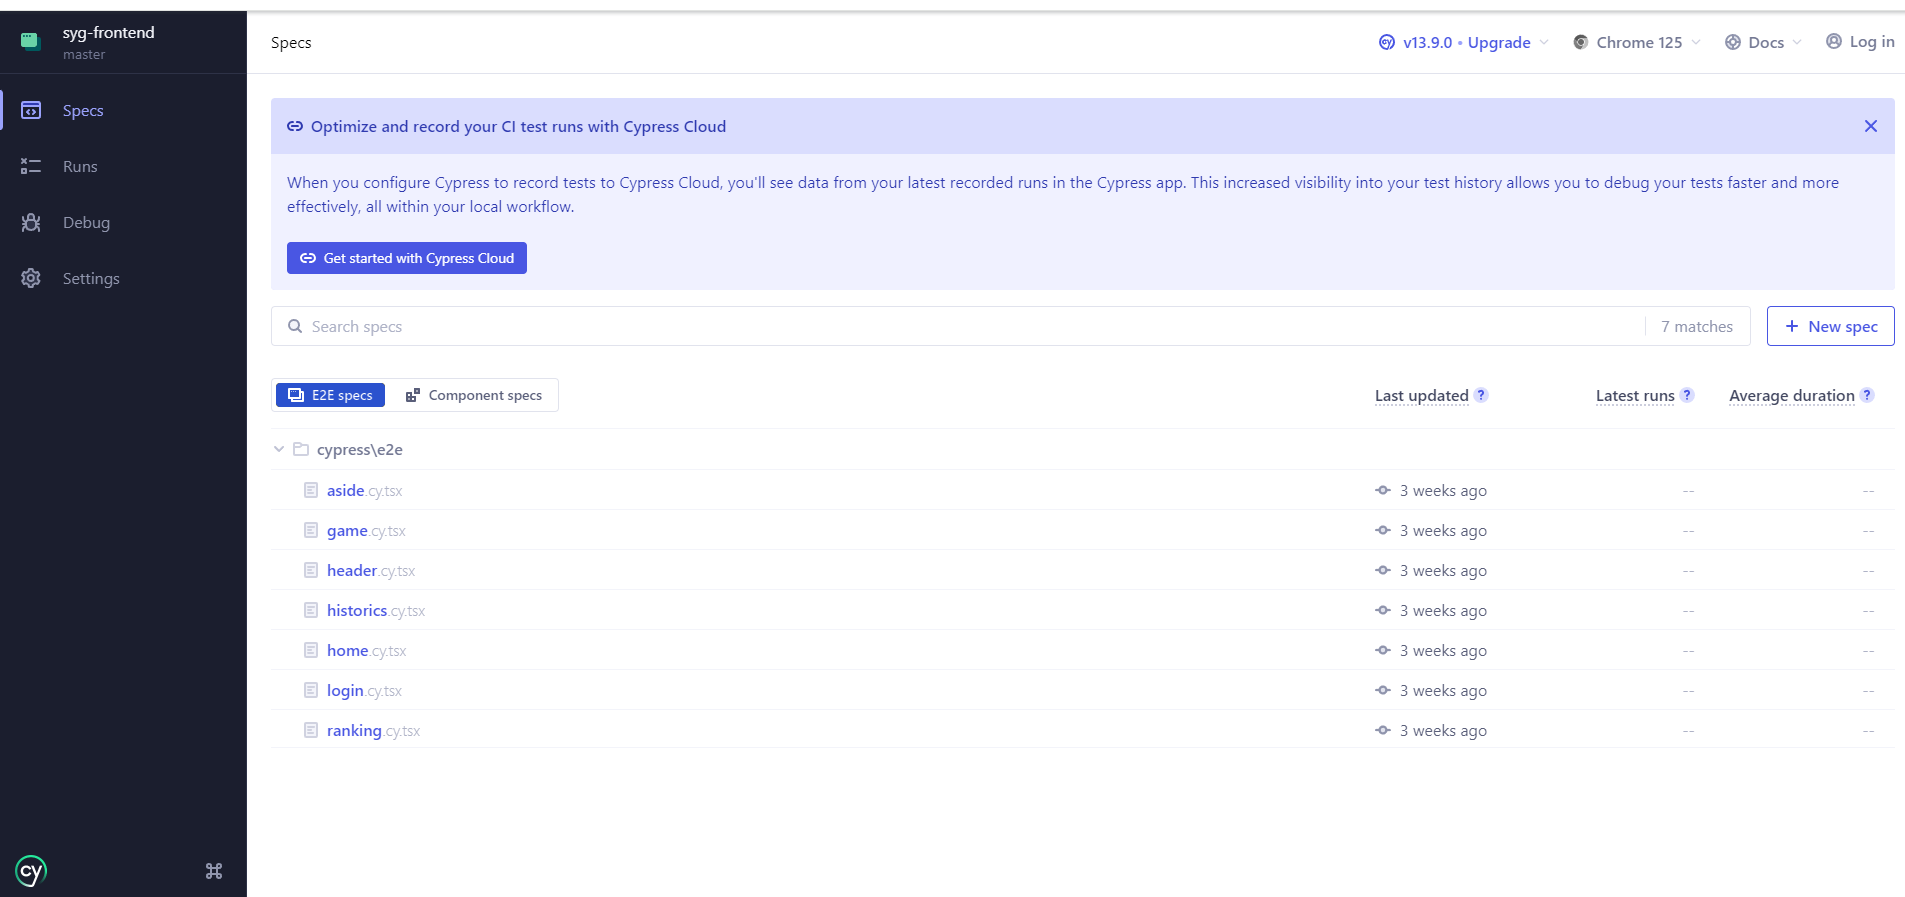 syg-frontend
master
Specs
Runs
Debug
Settings
cy
Specs
cy v13.9.0 • Upgrade
Chrome 125
Docs
Log in
Optimize and record your CI test runs with Cypress Cloud
When you configure Cypress to record tests to Cypress Cloud, you'll see data from your latest recorded runs in the Cypress app. This increased visibility into your test history allows you to debug your tests faster and more
effectively, all within your local workflow.
Get started with Cypress Cloud
Search specs
7 matches
+ New spec
E2E specs
Component specs
Last updated ?
Latest runs ?
Average duration ?
cypress\e2e
aside.cy.tsx 3 weeks ago -- --
game.cy.tsx 3 weeks ago -- --
header.cy.tsx 3 weeks ago -- --
historics.cy.tsx 3 weeks ago -- --
home.cy.tsx 3 weeks ago -- --
login.cy.tsx 3 weeks ago -- --
ranking.cy.tsx 3 weeks ago -- --